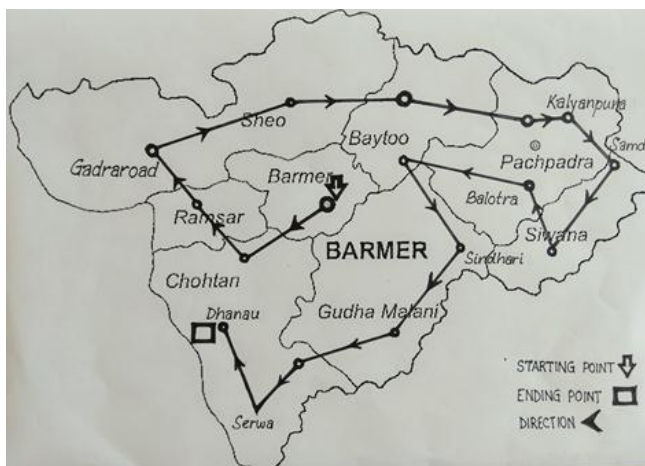 Kalyanpura
Sheo
Samd
Baytoo
Pachpadra
Gadraroad
Barmer
Balotra
Ramsar
Siwana
BARMER
Sindhari
Chohtan
Dhanau
Gudha Malani
Serwa
STARTING POINT
ENDING POINT
DIRECTION